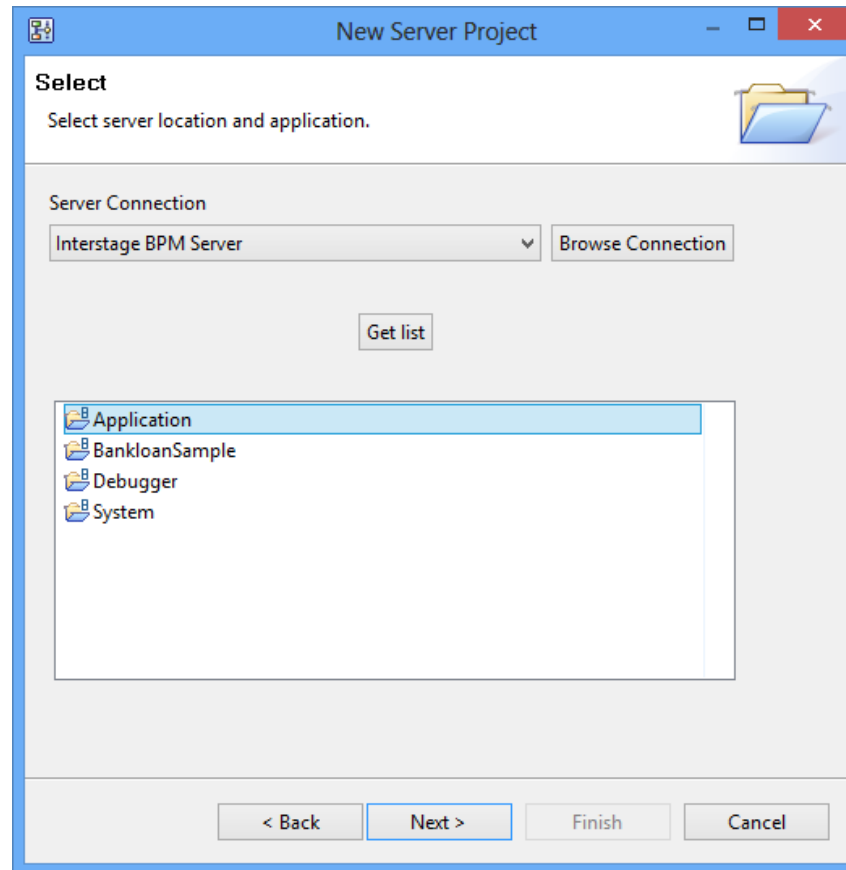 New Server Project
Select
Select server location and application.
Server Connection
Interstage BPM Server Browse Connection
Get list
Application
BankloanSample
Debugger
System
< Back Next > Finish Cancel